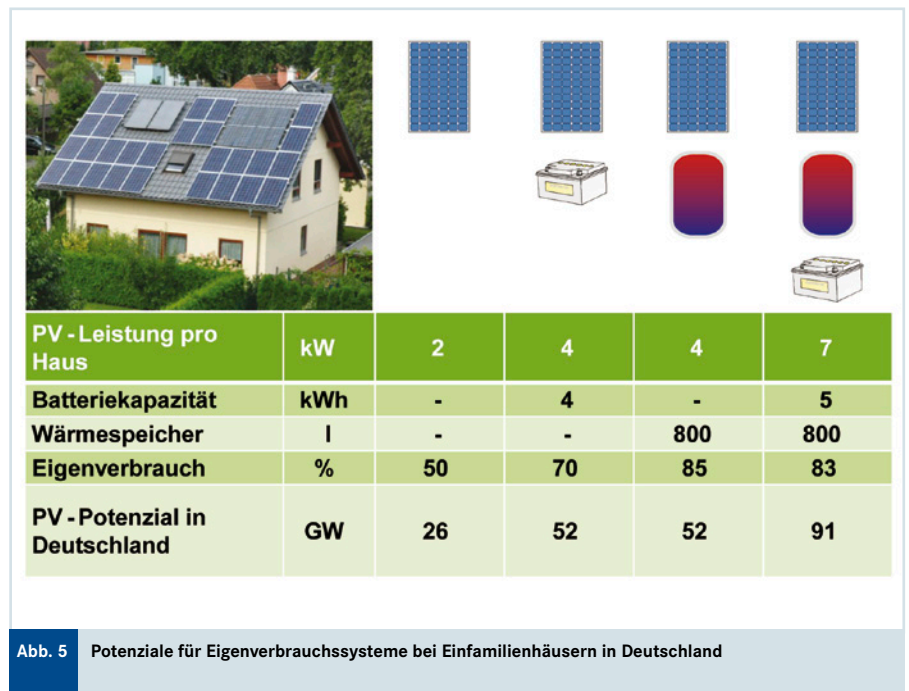 PV - Leistung pro Haus kW 2 4 4 7
Batteriekapazität kWh - 4 - 5
Wärmespeicher l - - 800 800
Eigenverbrauch % 50 70 85 83
PV - Potenzial in Deutschland GW 26 52 52 91
Abb. 5 Potenziale für Eigenverbrauchssysteme bei Einfamilienhäusern in Deutschland